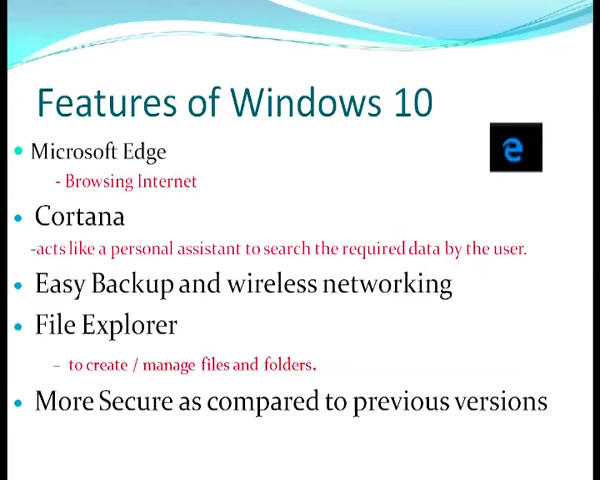 Features of Windows 10
• Microsoft Edge
- Browsing Internet
• Cortana
-acts like a personal assistant to search the required data by the user.
• Easy Backup and wireless networking
• File Explorer
– to create / manage files and folders.
• More Secure as compared to previous versions